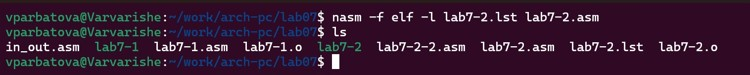 vparbatova@Varvarishe:~/work/arch-pc/lab07$ nasm -f elf -l lab7-2.lst lab7-2.asm
vparbatova@Varvarishe:~/work/arch-pc/lab07$ ls
in_out.asm lab7-1 lab7-1.asm lab7-1.o lab7-2 lab7-2-2.asm lab7-2.asm lab7-2.lst lab7-2.o
vparbatova@Varvarishe:~/work/arch-pc/lab07$